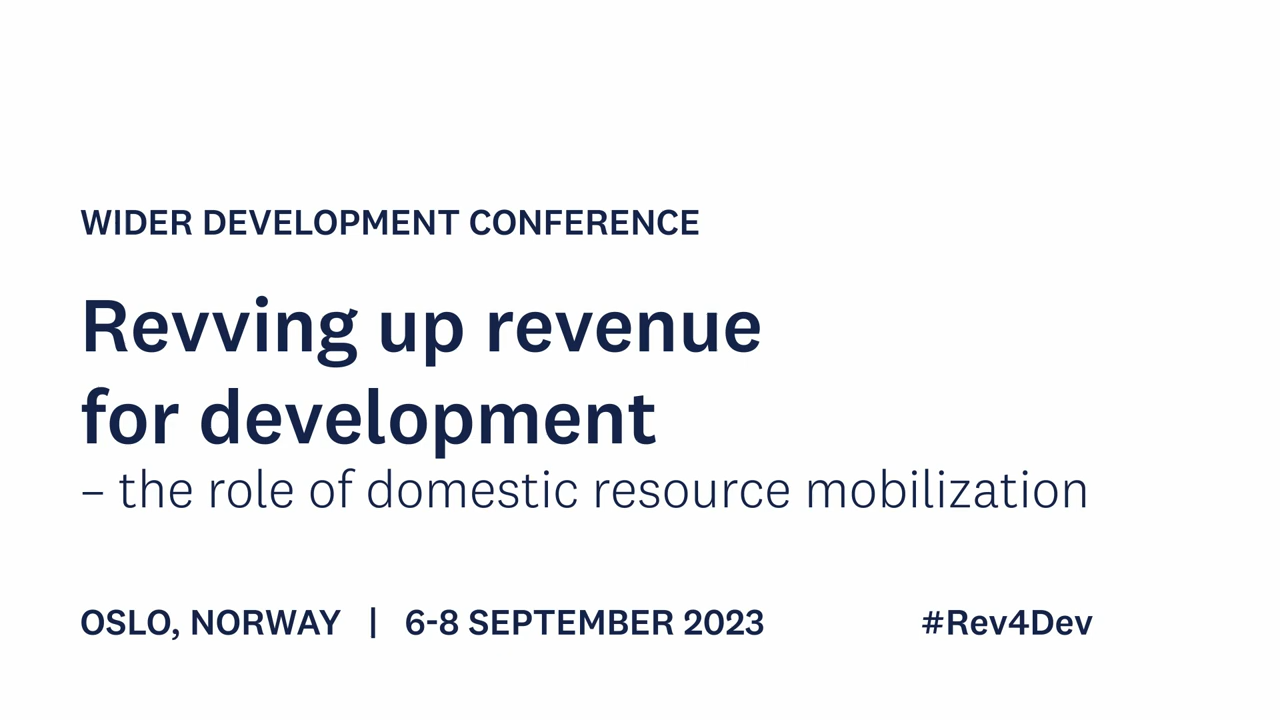 WIDER DEVELOPMENT CONFERENCE
Revving up revenue
for development
– the role of domestic resource mobilization
OSLO, NORWAY | 6-8 SEPTEMBER 2023 #Rev4Dev